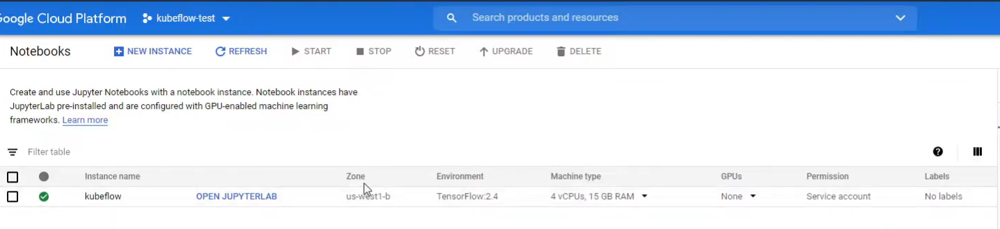 Google Cloud Platform kubeflow-test Search products and resources
Notebooks NEW INSTANCE REFRESH START STOP RESET UPGRADE DELETE
Create and use Jupyter Notebooks with a notebook instance. Notebook instances have
JupyterLab pre-installed and are configured with GPU-enabled machine learning
frameworks. Learn more
Filter table
Instance name Zone Environment Machine type GPUs Permission Labels
kubeflow OPEN JUPYTERLAB us-west1-b TensorFlow:2.4 4 vCPUs, 15 GB RAM None Service account No labels